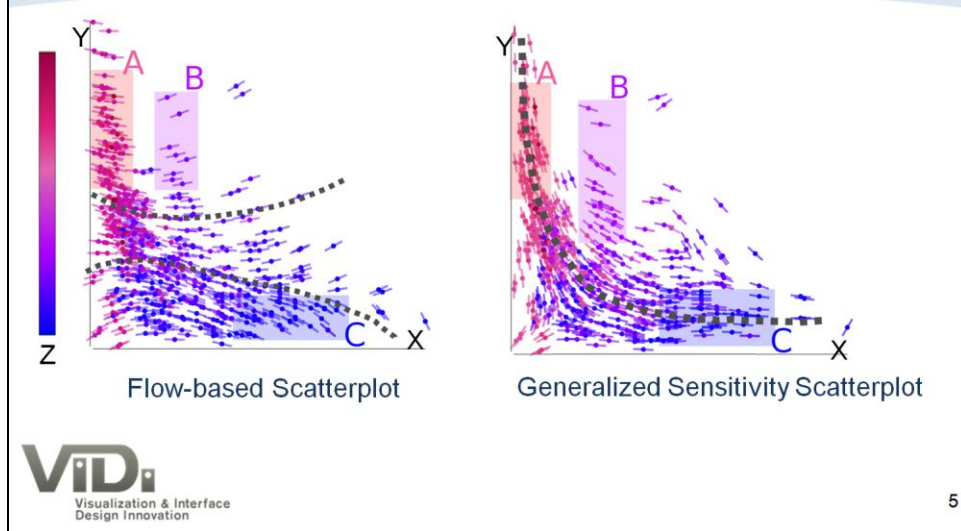 Y
A
B
Z
C
X
Flow-based Scatterplot
Y
A
B
C
X
Generalized Sensitivity Scatterplot
ViDi
Visualization & Interface
Design Innovation
5